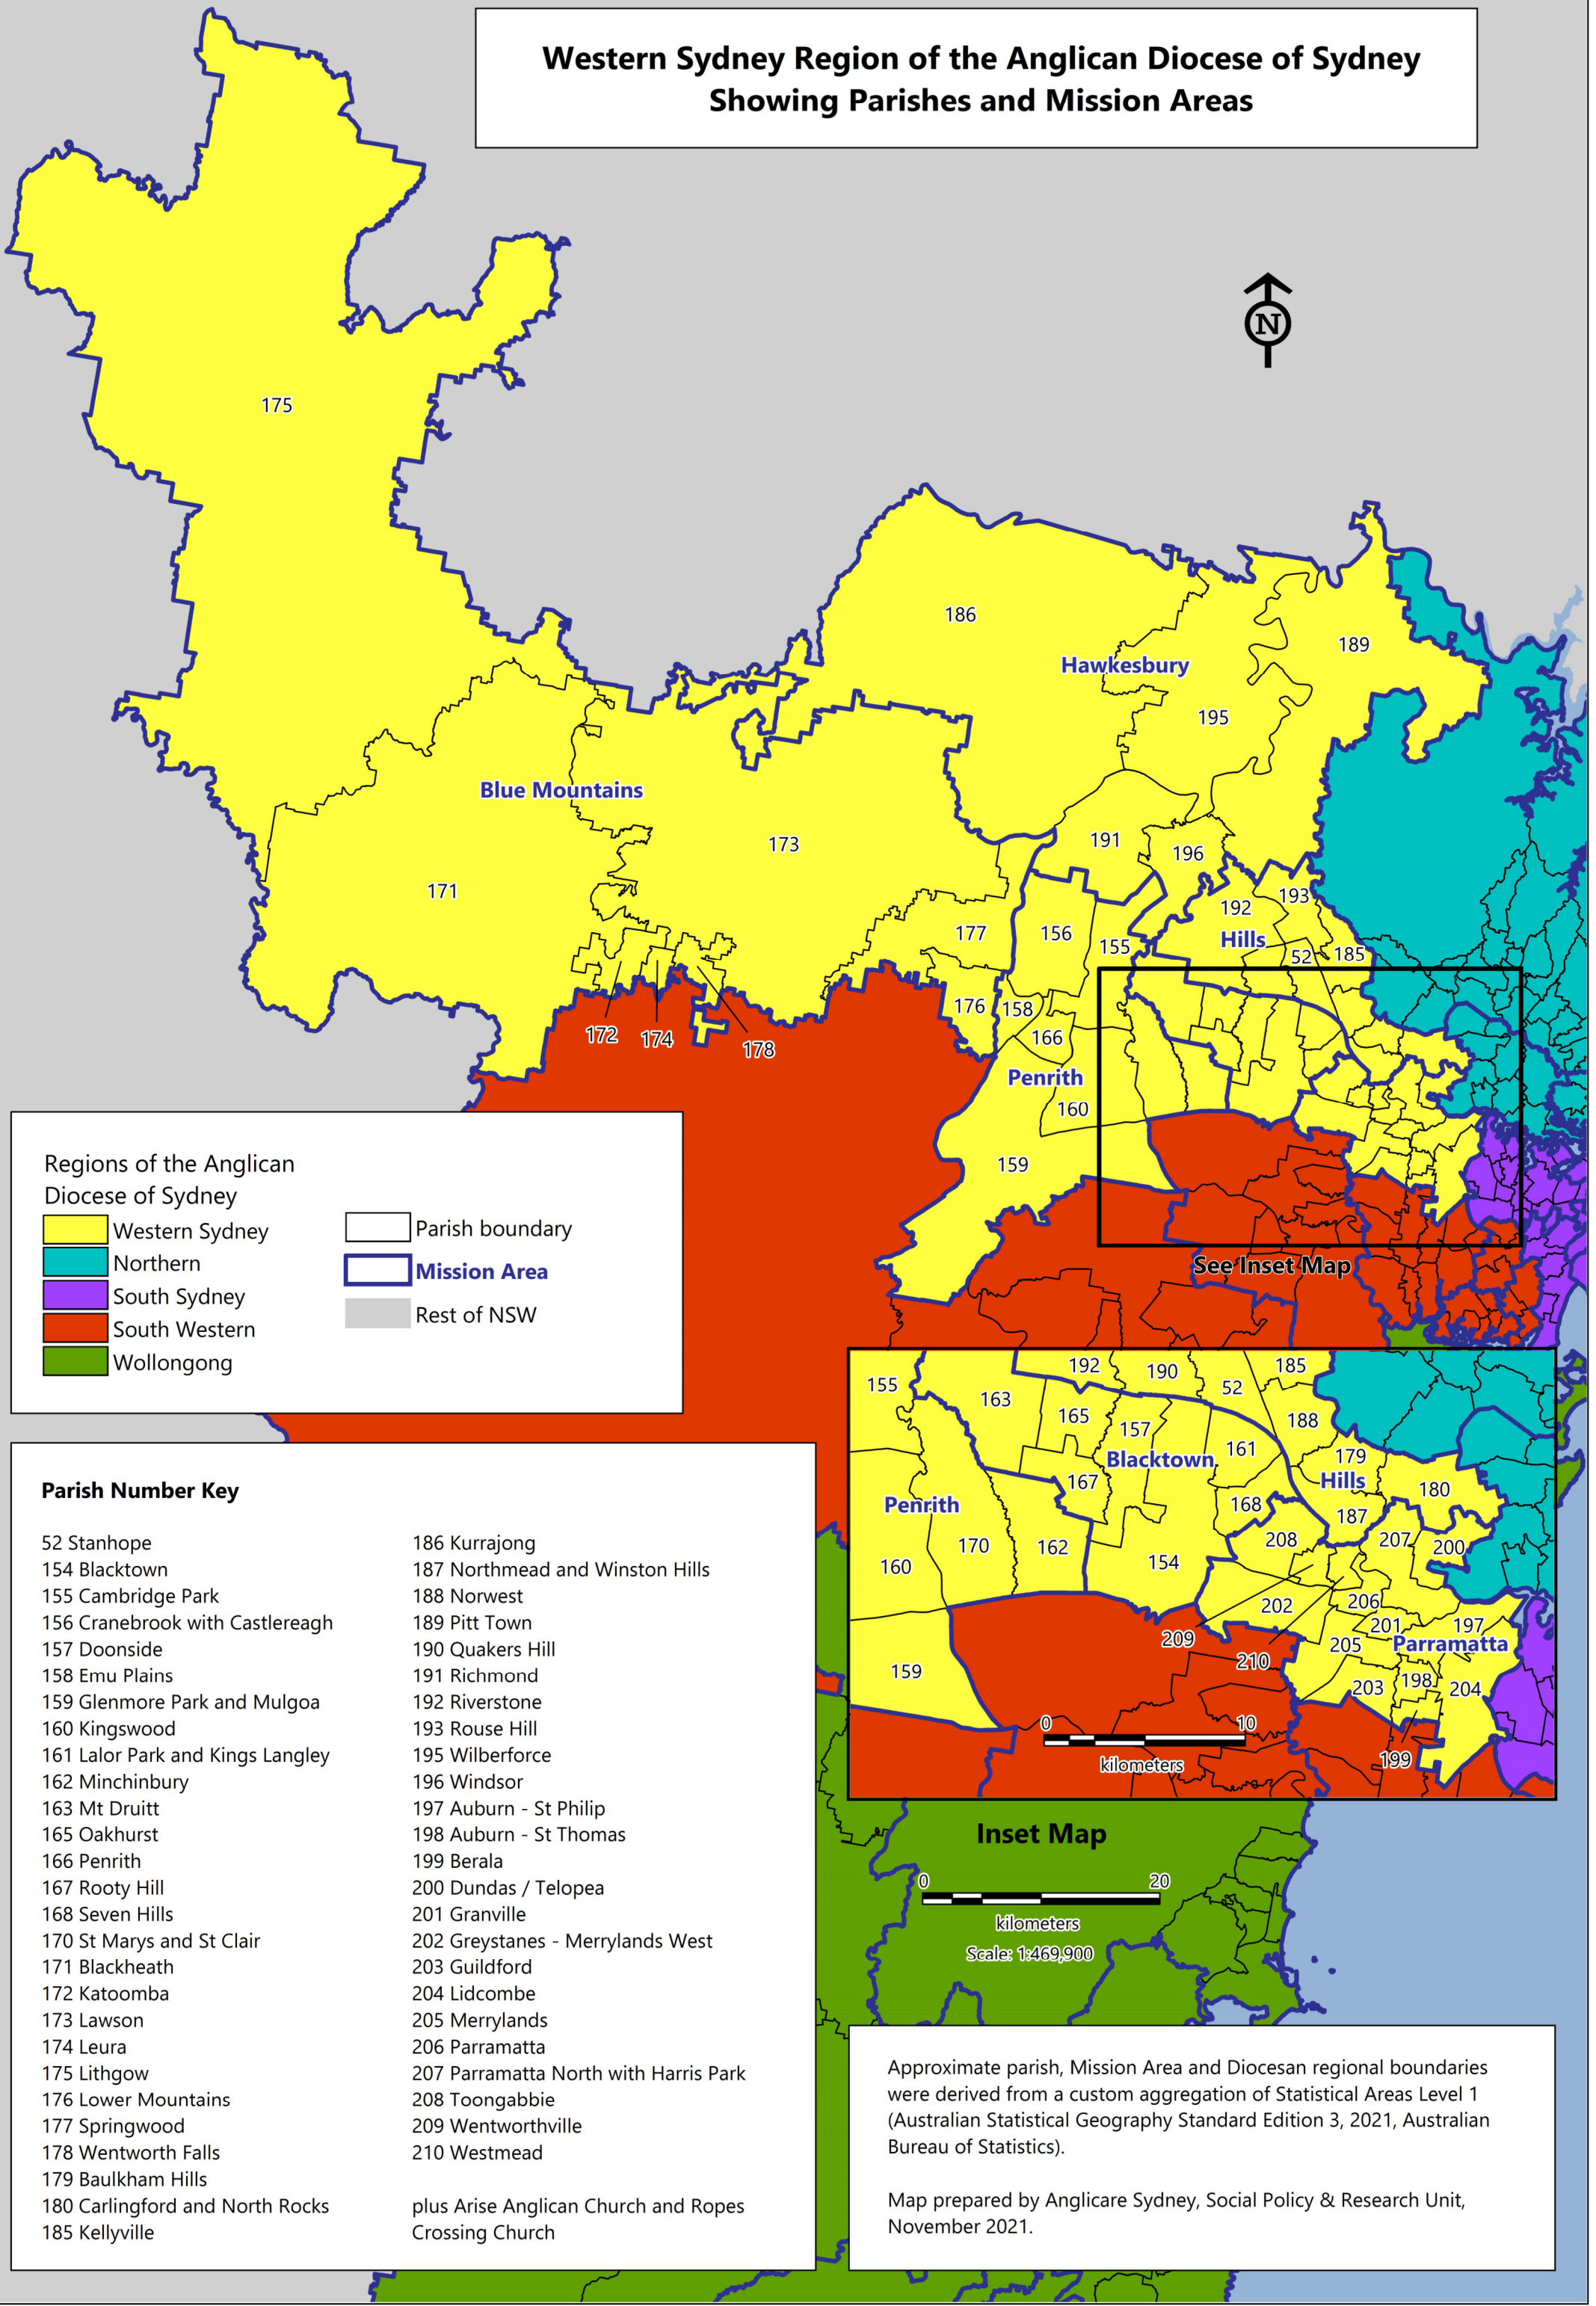 Western Sydney Region of the Anglican Diocese of Sydney
Showing Parishes and Mission Areas
N
175
186
Hawkesbury
189
195
Blue Mountains
173
191
196
171
193
192
177
156
Hills
155
52
185
176
158
172
174
166
178
Penrith
160
159
See Inset Map
Regions of the Anglican
Diocese of Sydney
Western Sydney
Northern
South Sydney
South Western
Wollongong
Parish boundary
Mission Area
Rest of NSW
192
190
185
155
52
163
165
157
188
161
179
Blacktown
Hills
167
180
Penrith
168
187
208
207
200
170
162
160
154
206
202
201
197
209
205
Parramatta
210
159
203
198
204
0
10
kilometers
199
Inset Map
0
20
kilometers
Scale: 1:469,900
Parish Number Key
52 Stanhope
154 Blacktown
155 Cambridge Park
156 Cranebrook with Castlereagh
157 Doonside
158 Emu Plains
159 Glenmore Park and Mulgoa
160 Kingswood
161 Lalor Park and Kings Langley
162 Minchinbury
163 Mt Druitt
165 Oakhurst
166 Penrith
167 Rooty Hill
168 Seven Hills
170 St Marys and St Clair
171 Blackheath
172 Katoomba
173 Lawson
174 Leura
175 Lithgow
176 Lower Mountains
177 Springwood
178 Wentworth Falls
179 Baulkham Hills
180 Carlingford and North Rocks
185 Kellyville
186 Kurrajong
187 Northmead and Winston Hills
188 Norwest
189 Pitt Town
190 Quakers Hill
191 Richmond
192 Riverstone
193 Rouse Hill
195 Wilberforce
196 Windsor
197 Auburn - St Philip
198 Auburn - St Thomas
199 Berala
200 Dundas / Telopea
201 Granville
202 Greystanes - Merrylands West
203 Guildford
204 Lidcombe
205 Merrylands
206 Parramatta
207 Parramatta North with Harris Park
208 Toongabbie
209 Wentworthville
210 Westmead
plus Arise Anglican Church and Ropes
Crossing Church
Approximate parish, Mission Area and Diocesan regional boundaries
were derived from a custom aggregation of Statistical Areas Level 1
(Australian Statistical Geography Standard Edition 3, 2021, Australian
Bureau of Statistics).
Map prepared by Anglicare Sydney, Social Policy & Research Unit,
November 2021.